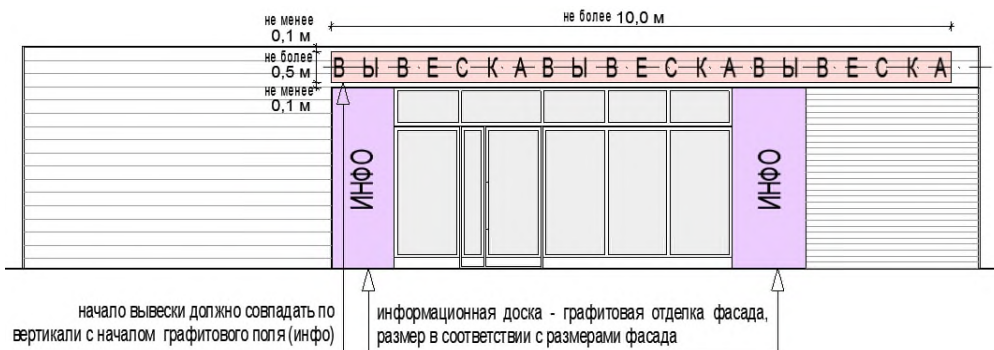 не более 10,0 м
не менее
0,1 м
не более
0,5 м
ВЫВЕСКАВЫВЕСКАВЫВЕСКА
не менее
0,1 м
ИНФО
ИНФО
начало вывески должно совпадать по
вертикали с началом графитового поля (инфо)
информационная доска - графитовая отделка фасада,
размер в соответствии с размерами фасада